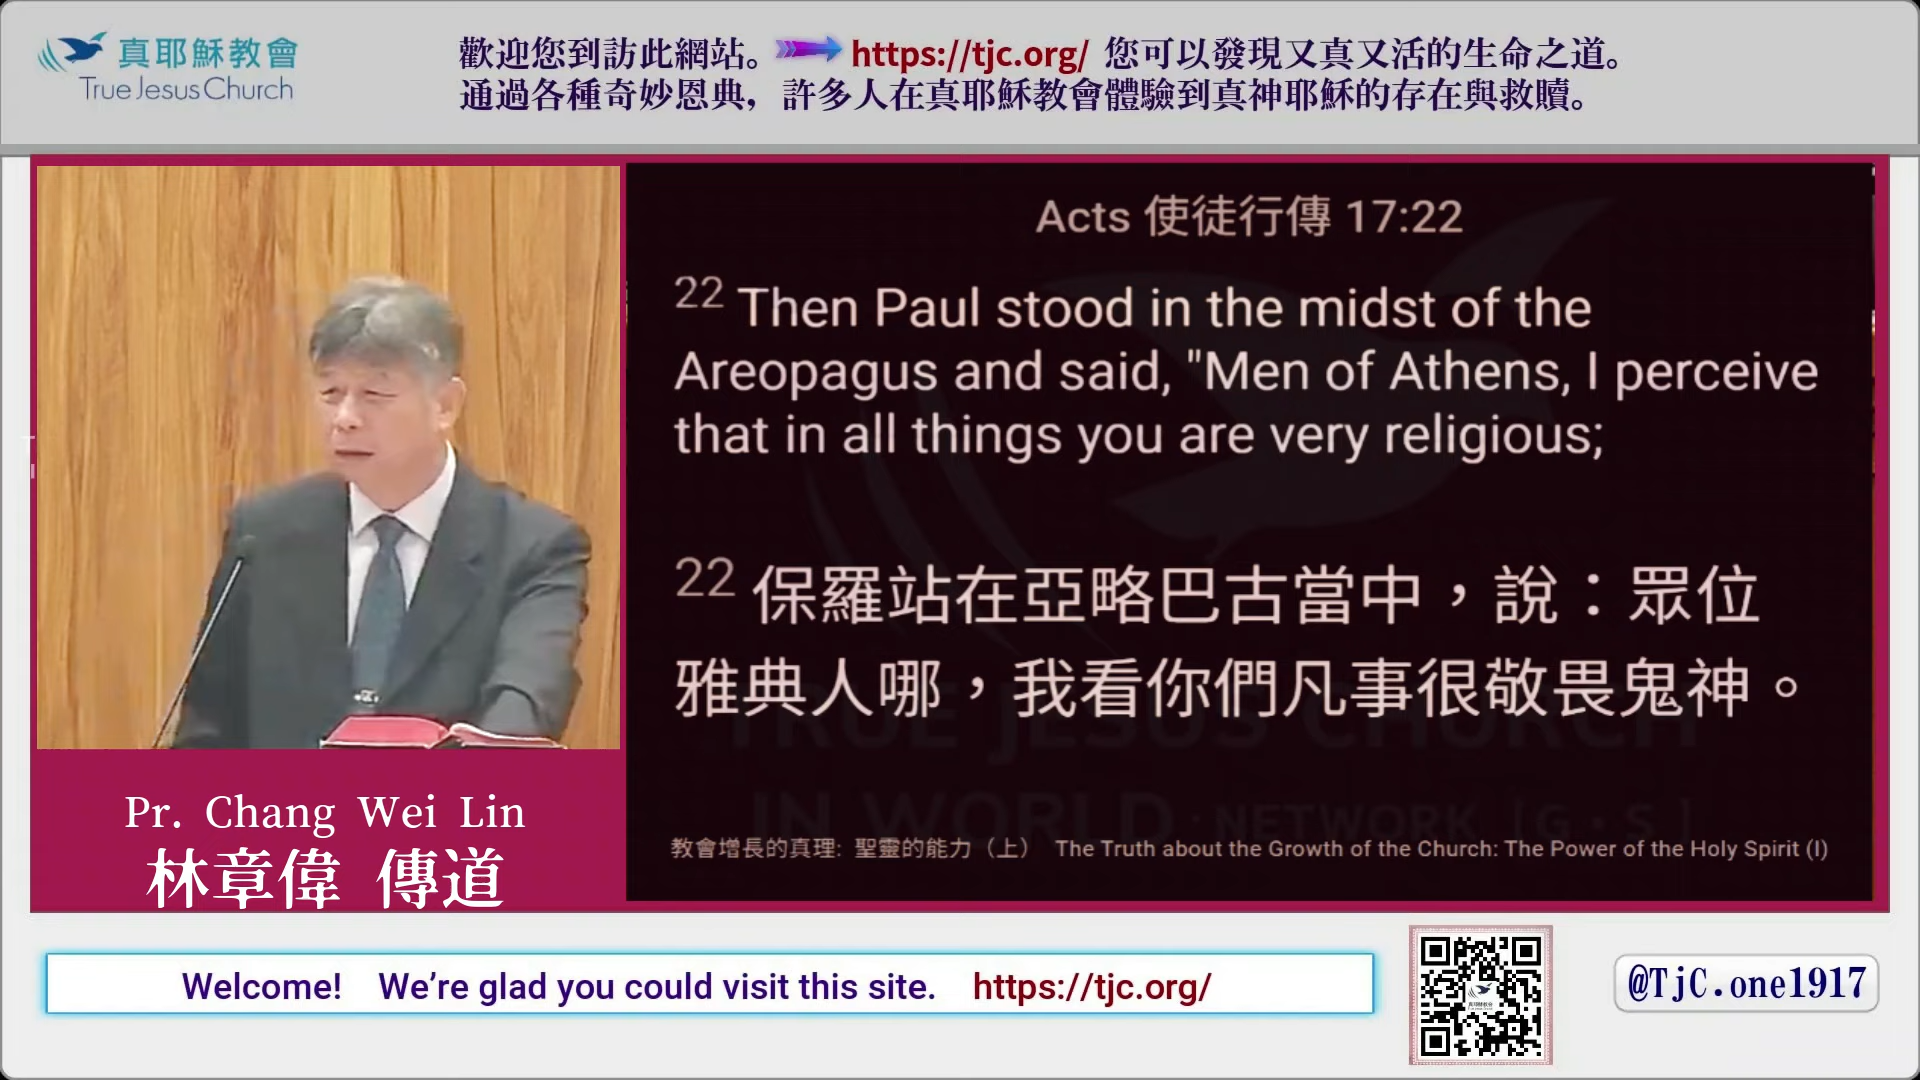 真耶穌教會
True Jesus Church
歡迎您到訪此網站。 https://tjc.org/ 您可以發現又真又活的生命之道。
通過各種奇妙恩典，許多人在真耶穌教會體驗到真神耶穌的存在與救贖。
Acts 使徒行傳 17:22
22 Then Paul stood in the midst of the
Areopagus and said, "Men of Athens, I perceive
that in all things you are very religious;
22 保羅站在亞略巴古當中，說：眾位
雅典人哪，我看你們凡事很敬畏鬼神。
TRUE JESUS CHURCH
IN WORLD · NETWORK [G · S]
教會增長的真理: 聖靈的能力（上） The Truth about the Growth of the Church: The Power of the Holy Spirit (I)
Pr. Chang Wei Lin
林章偉 傳道
Welcome! We’re glad you could visit this site. https://tjc.org/
@TjC.one1917